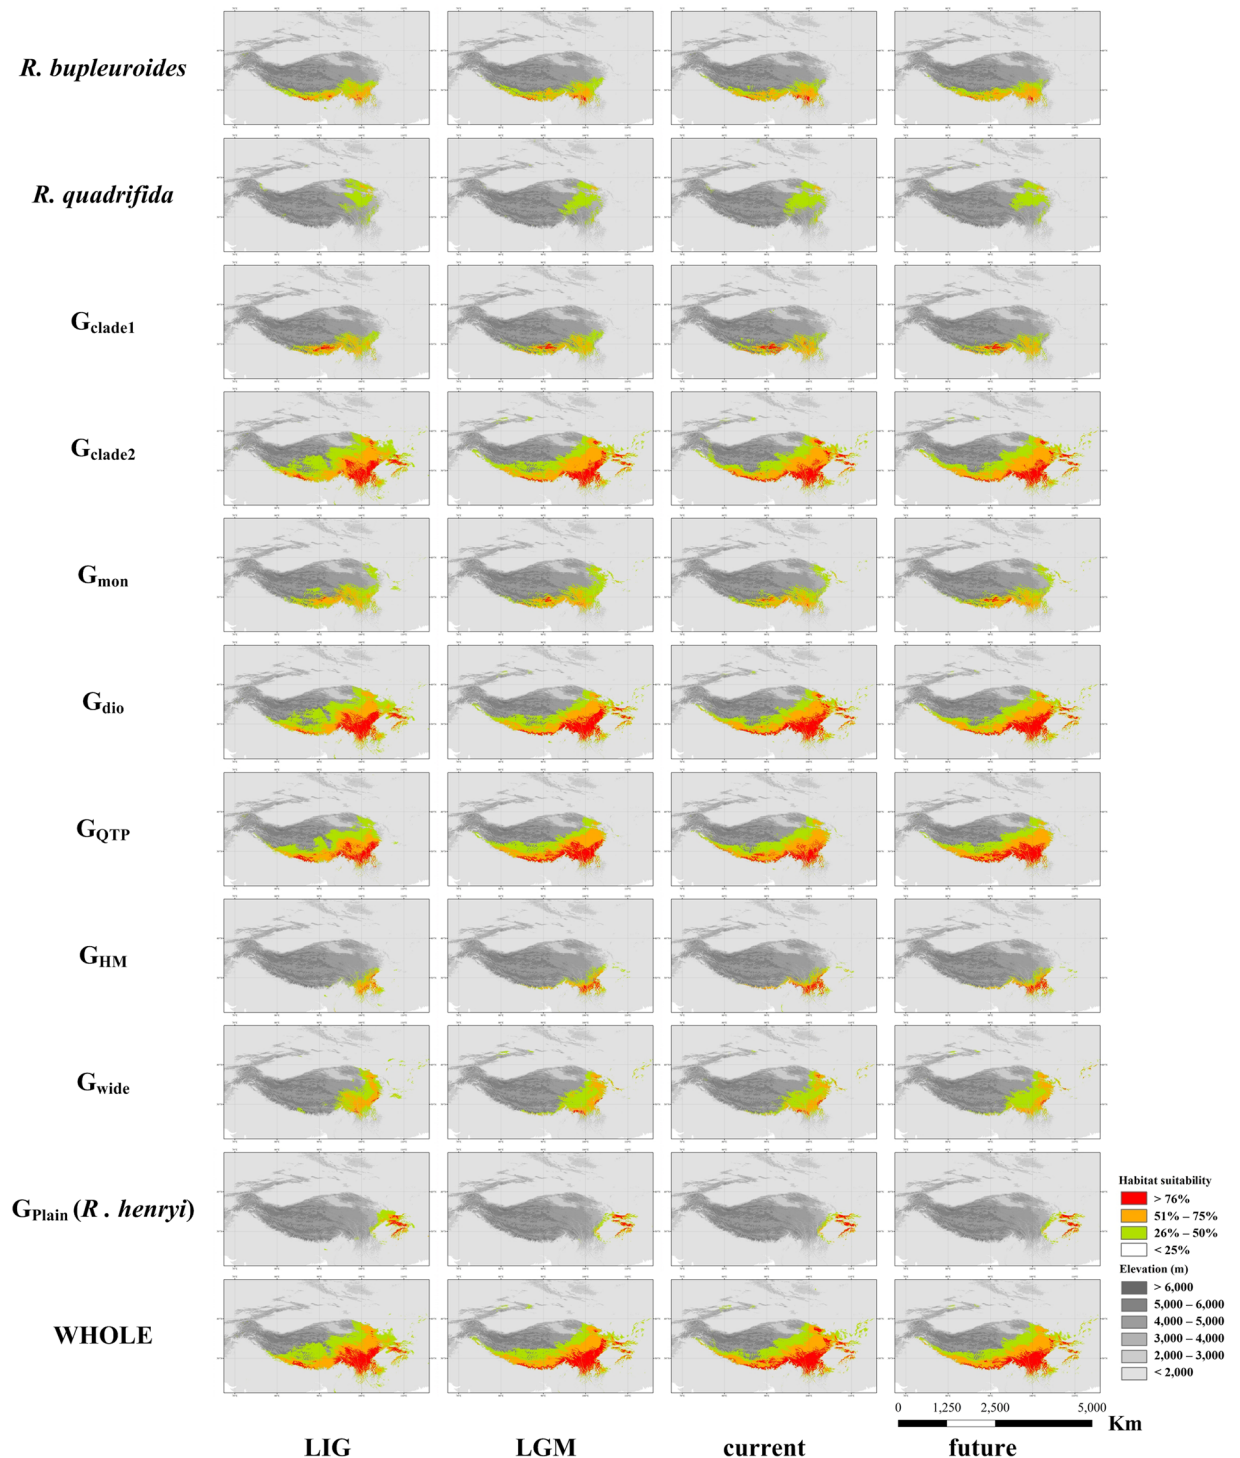 R. bupleuroides
R. quadrifida
Gclade1
Gclade2
Gmon
Gdio
GQTP
GHM
Gwide
GPlain (R . henryi)
WHOLE
Habitat suitability
> 76%
51% – 75%
26% – 50%
< 25%
Elevation (m)
> 6,000
5,000 – 6,000
4,000 – 5,000
3,000 – 4,000
2,000 – 3,000
< 2,000
0 1,250 2,500 5,000
Km
LIG LGM current future